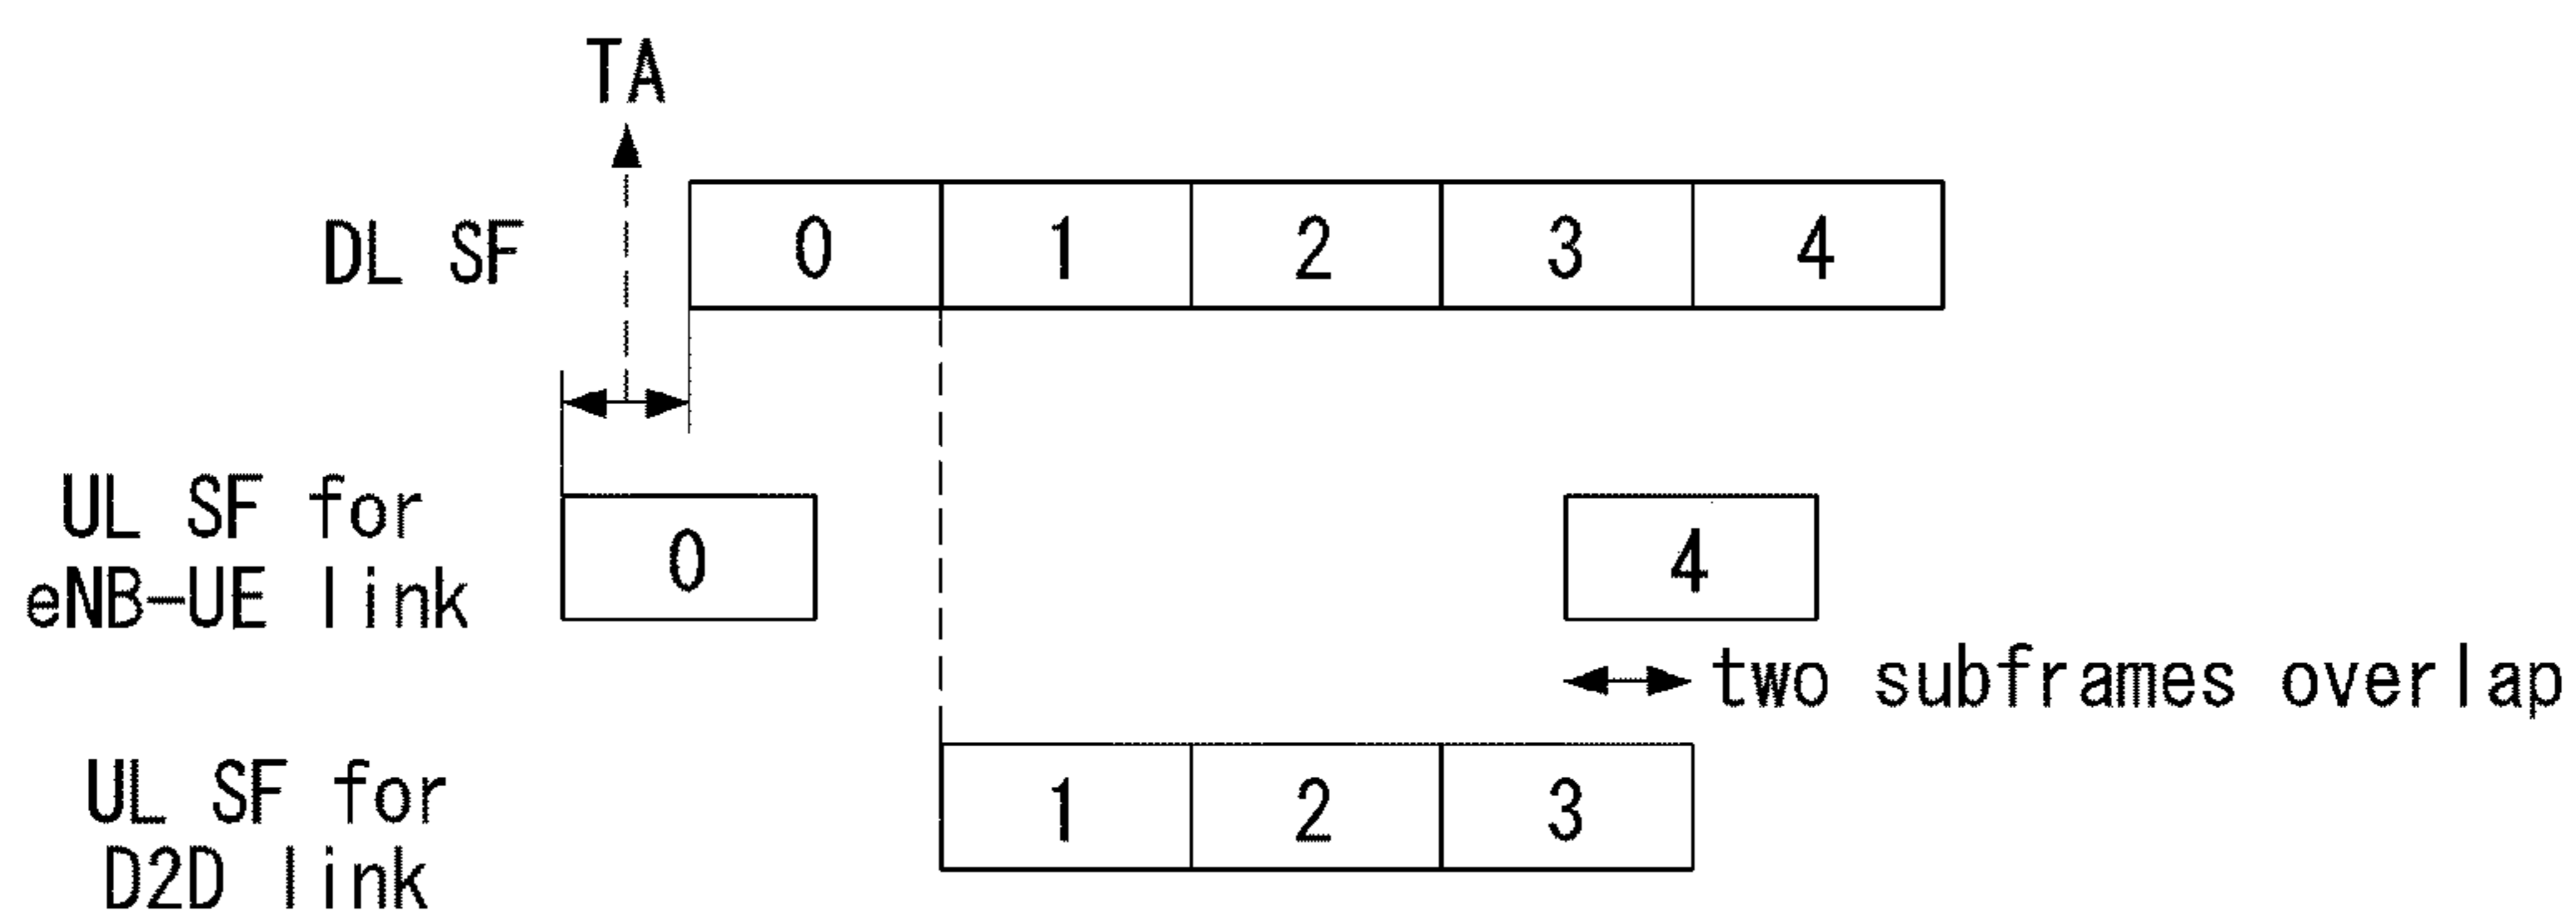 TA
DL SF
0 1 2 3 4
UL SF for
eNB-UE link
0
4
two subframes overlap
UL SF for
D2D link
1 2 3